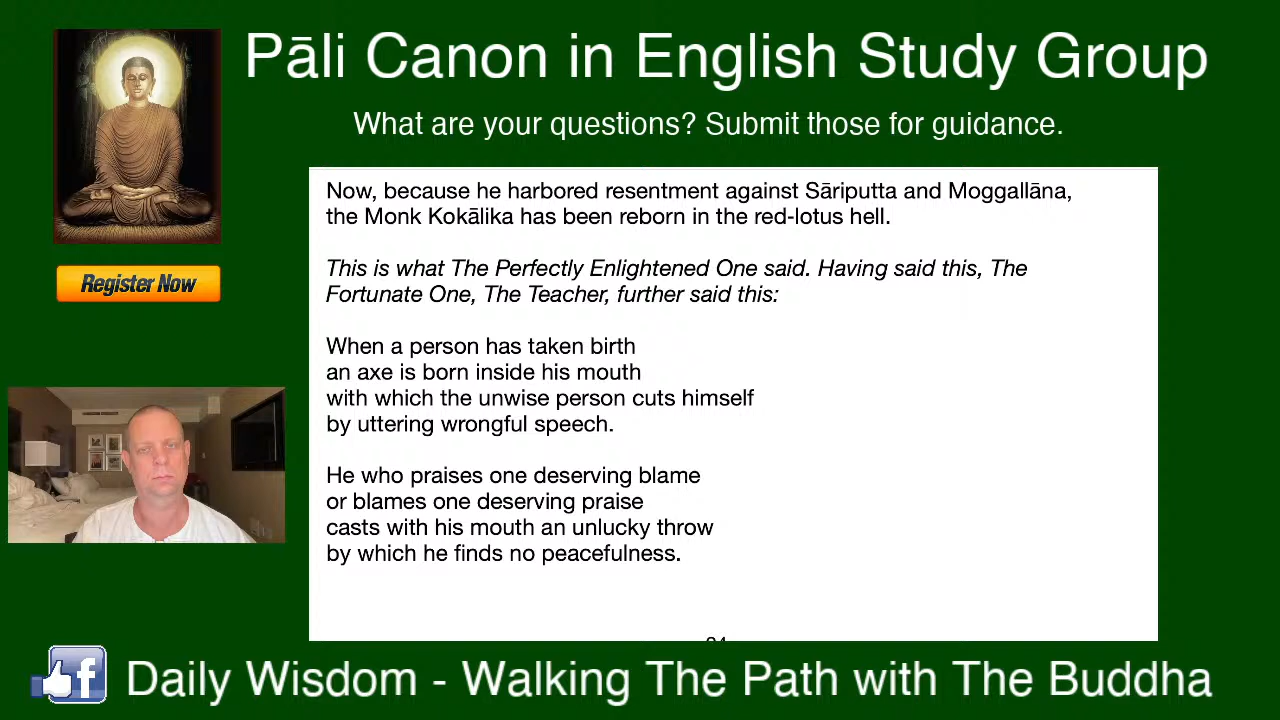 Pāli Canon in English Study Group
What are your questions? Submit those for guidance.
Register Now
Now, because he harbored resentment against Sāriputta and Moggallāna,
the Monk Kokālika has been reborn in the red-lotus hell.
This is what The Perfectly Enlightened One said. Having said this, The
Fortunate One, The Teacher, further said this:
When a person has taken birth
an axe is born inside his mouth
with which the unwise person cuts himself
by uttering wrongful speech.
He who praises one deserving blame
or blames one deserving praise
casts with his mouth an unlucky throw
by which he finds no peacefulness.
f
Daily Wisdom - Walking The Path with The Buddha